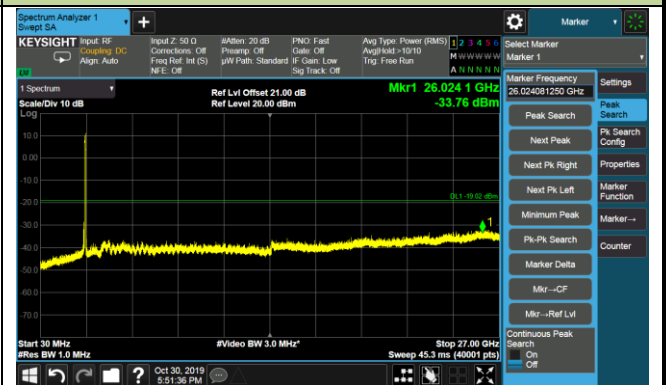 Spectrum Analyzer 1
Swept SA
Marker
KEYSIGHT
Input: RF
Coupling: DC
Align: Auto
Input Z: 50 Ω
Corrections: Off
Freq Ref: Int (S)
NFE: Off
#Atten: 20 dB
Preamp: Off
µW Path: Standard
PNO: Fast
Gate: Off
IF Gain: Low
Sig Track: Off
Avg Type: Power (RMS)
Avg|Hold:>10/10
Trig: Free Run
1 2 3 4 5 6
M W W W W W
A N N N N N
LV
Select Marker
Marker 1
Marker Frequency
26.024081250 GHz
Settings
Peak Search
Next Peak
Next Pk Right
Next Pk Left
Minimum Peak
Pk-Pk Search
Marker Delta
Mkr→CF
Mkr→Ref Lvl
Continuous Peak
Search
On
Off
Peak
Search
Pk Search
Config
Properties
Marker
Function
Marker→
Counter
1 Spectrum
Scale/Div 10 dB
Log
Ref Lvl Offset 21.00 dB
Ref Level 20.00 dBm
Mkr1 26.024 1 GHz
-33.76 dBm
10.0
0.00
-10.0
-20.0
-30.0
-40.0
-50.0
-60.0
-70.0
DL1 -19.02 dBm
1
Start 30 MHz
#Res BW 1.0 MHz
#Video BW 3.0 MHz*
Stop 27.00 GHz
Sweep 45.3 ms (40001 pts)
?
Oct 30, 2019
5:51:36 PM